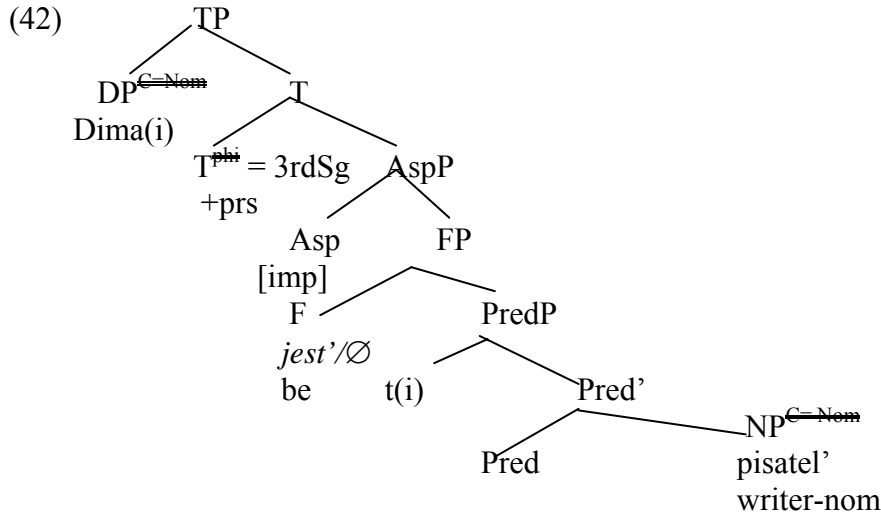 (42) TP
DP^C=Nom T
Dima(i)
T^phi = 3rdSg AspP
+prs
Asp FP
[imp]
F PredP
jest’/∅
be t(i) Pred’
NP^C=Nom
Pred pisatel’
writer-nom